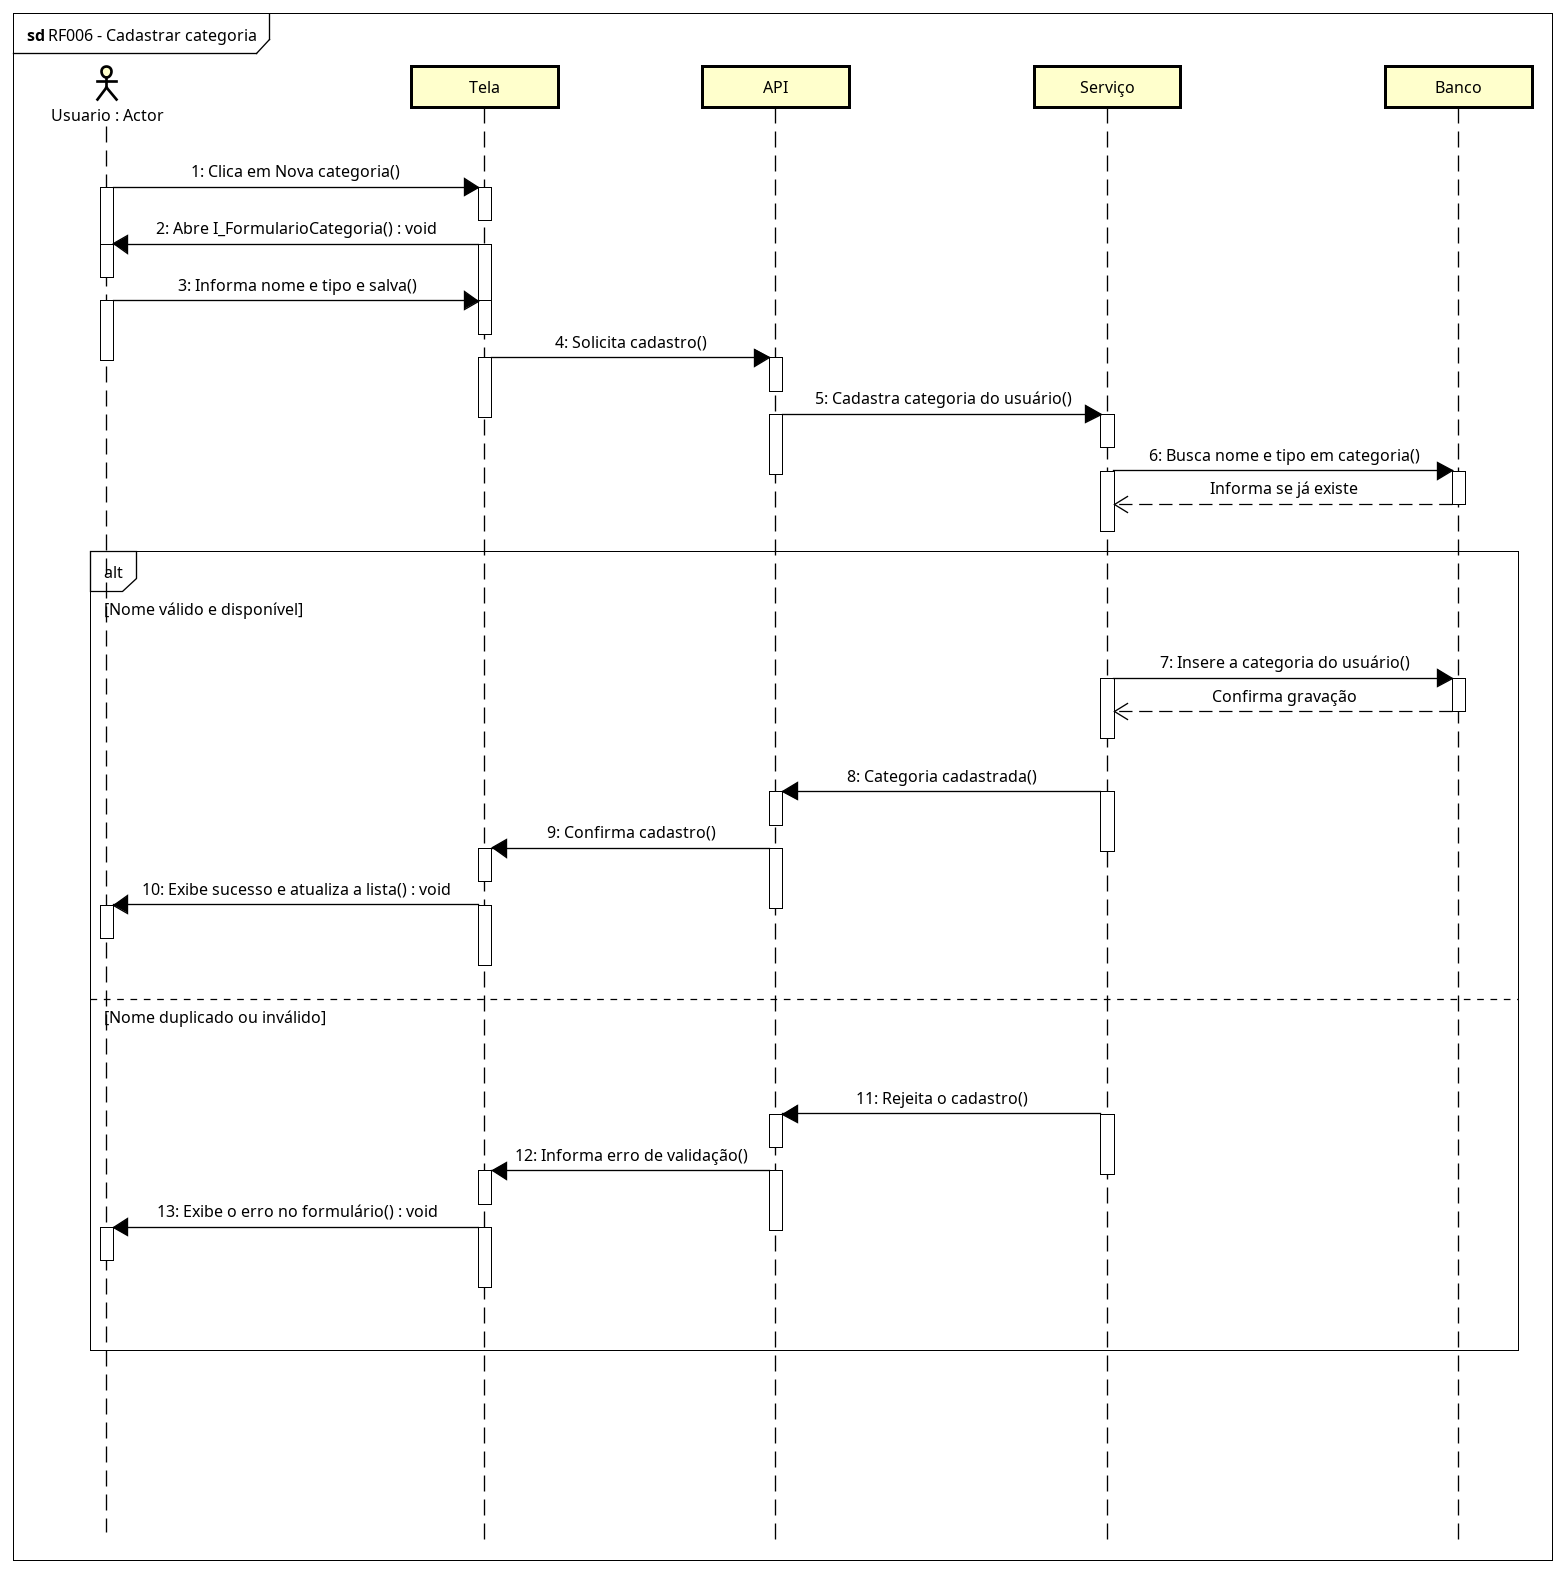 sd RF006 - Cadastrar categoria
Usuario : Actor
Tela
API
Serviço
Banco
1: Clica em Nova categoria()
2: Abre I_FormularioCategoria() : void
3: Informa nome e tipo e salva()
4: Solicita cadastro()
5: Cadastra categoria do usuário()
6: Busca nome e tipo em categoria()
Informa se já existe
alt
[Nome válido e disponível]
7: Insere a categoria do usuário()
Confirma gravação
8: Categoria cadastrada()
9: Confirma cadastro()
10: Exibe sucesso e atualiza a lista() : void
[Nome duplicado ou inválido]
11: Rejeita o cadastro()
12: Informa erro de validação()
13: Exibe o erro no formulário() : void